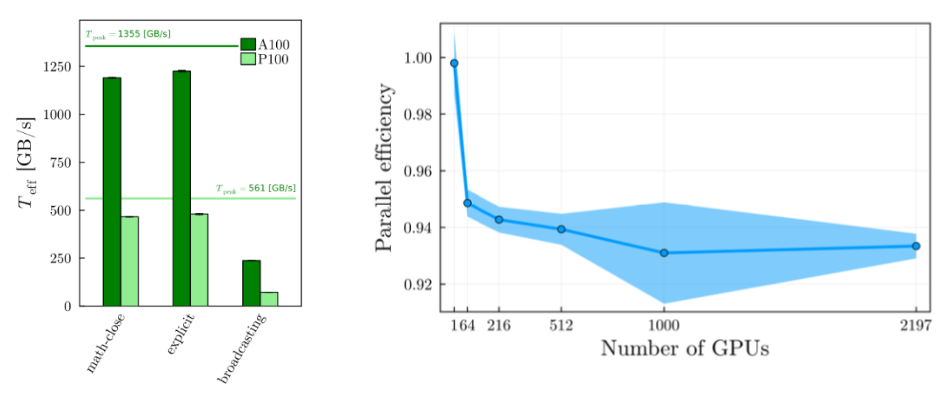 T_peak = 1355 [GB/s]
A100
P100
1250
1000
750
T_peak = 561 [GB/s]
500
250
0
T_eff [GB/s]
math-close
explicit
broadcasting
1.00
0.98
0.96
0.94
0.92
Parallel efficiency
1 64 216 512 1000 2197
Number of GPUs